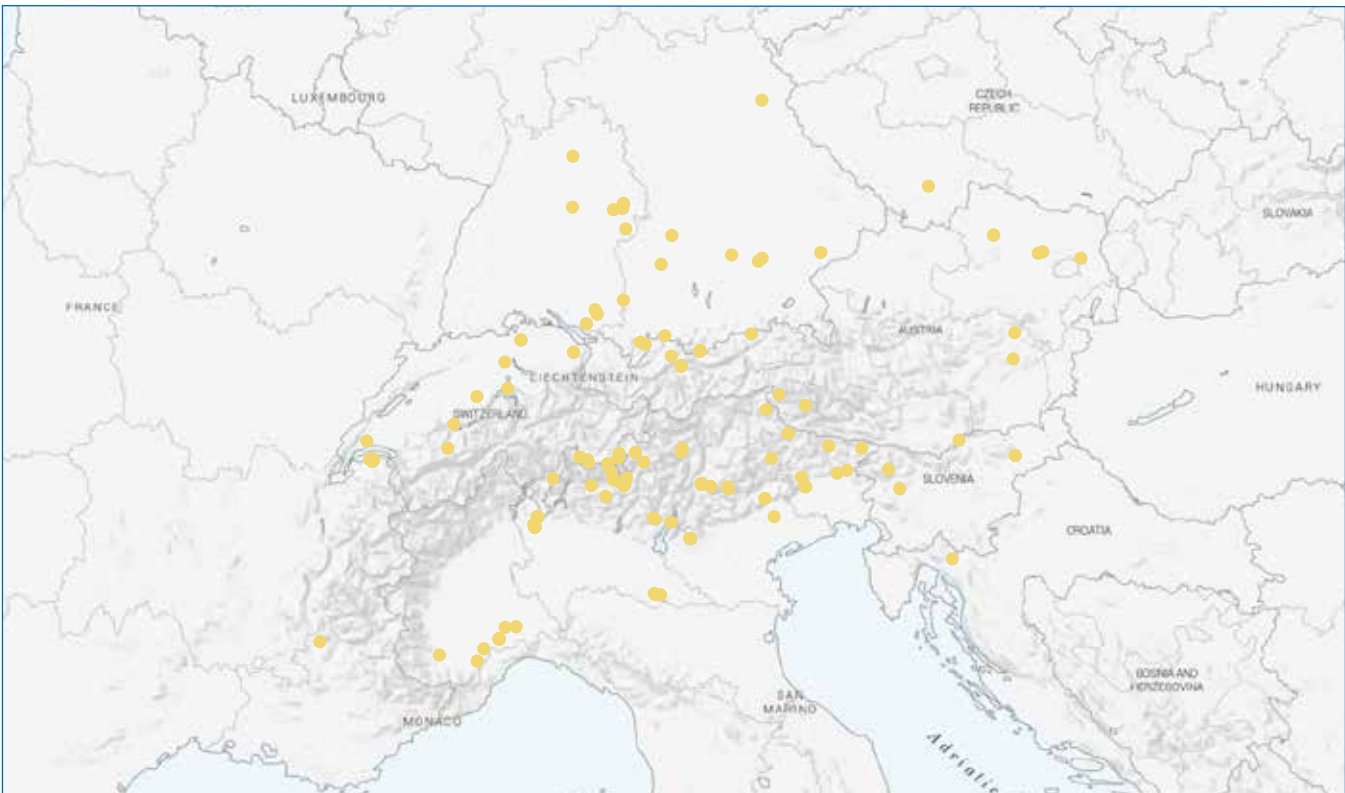 LUXEMBOURG
CZECH
REPUBLIC
SLOVAKIA
FRANCE
AUSTRIA
LIECHTENSTEIN
HUNGARY
SWITZERLAND
SLOVENIA
CROATIA
BOSNIA AND
HERZEGOVINA
SAN
MARINO
MONACO
Adriatic